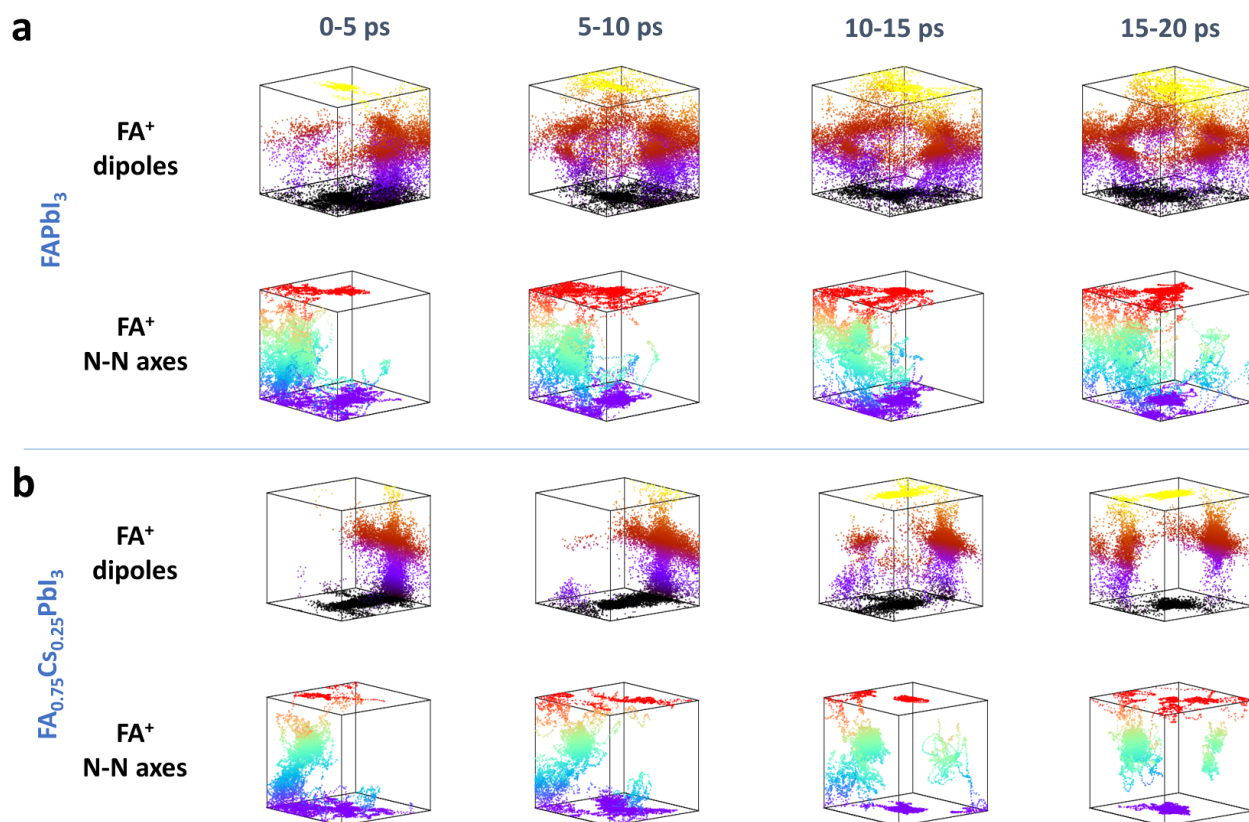 a
0-5 ps
5-10 ps
10-15 ps
15-20 ps
FAPbI3
FA+
dipoles
FA+
N-N axes
b
FA0.75Cs0.25PbI3
FA+
dipoles
FA+
N-N axes